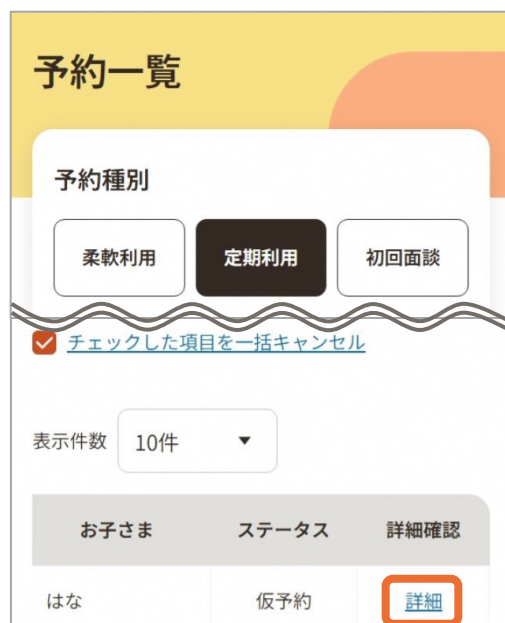 予約一覧
予約種別
柔軟利用 定期利用 初回面談
チェックした項目を一括キャンセル
表示件数 10件
お子さま ステータス 詳細確認
はな 仮予約 詳細